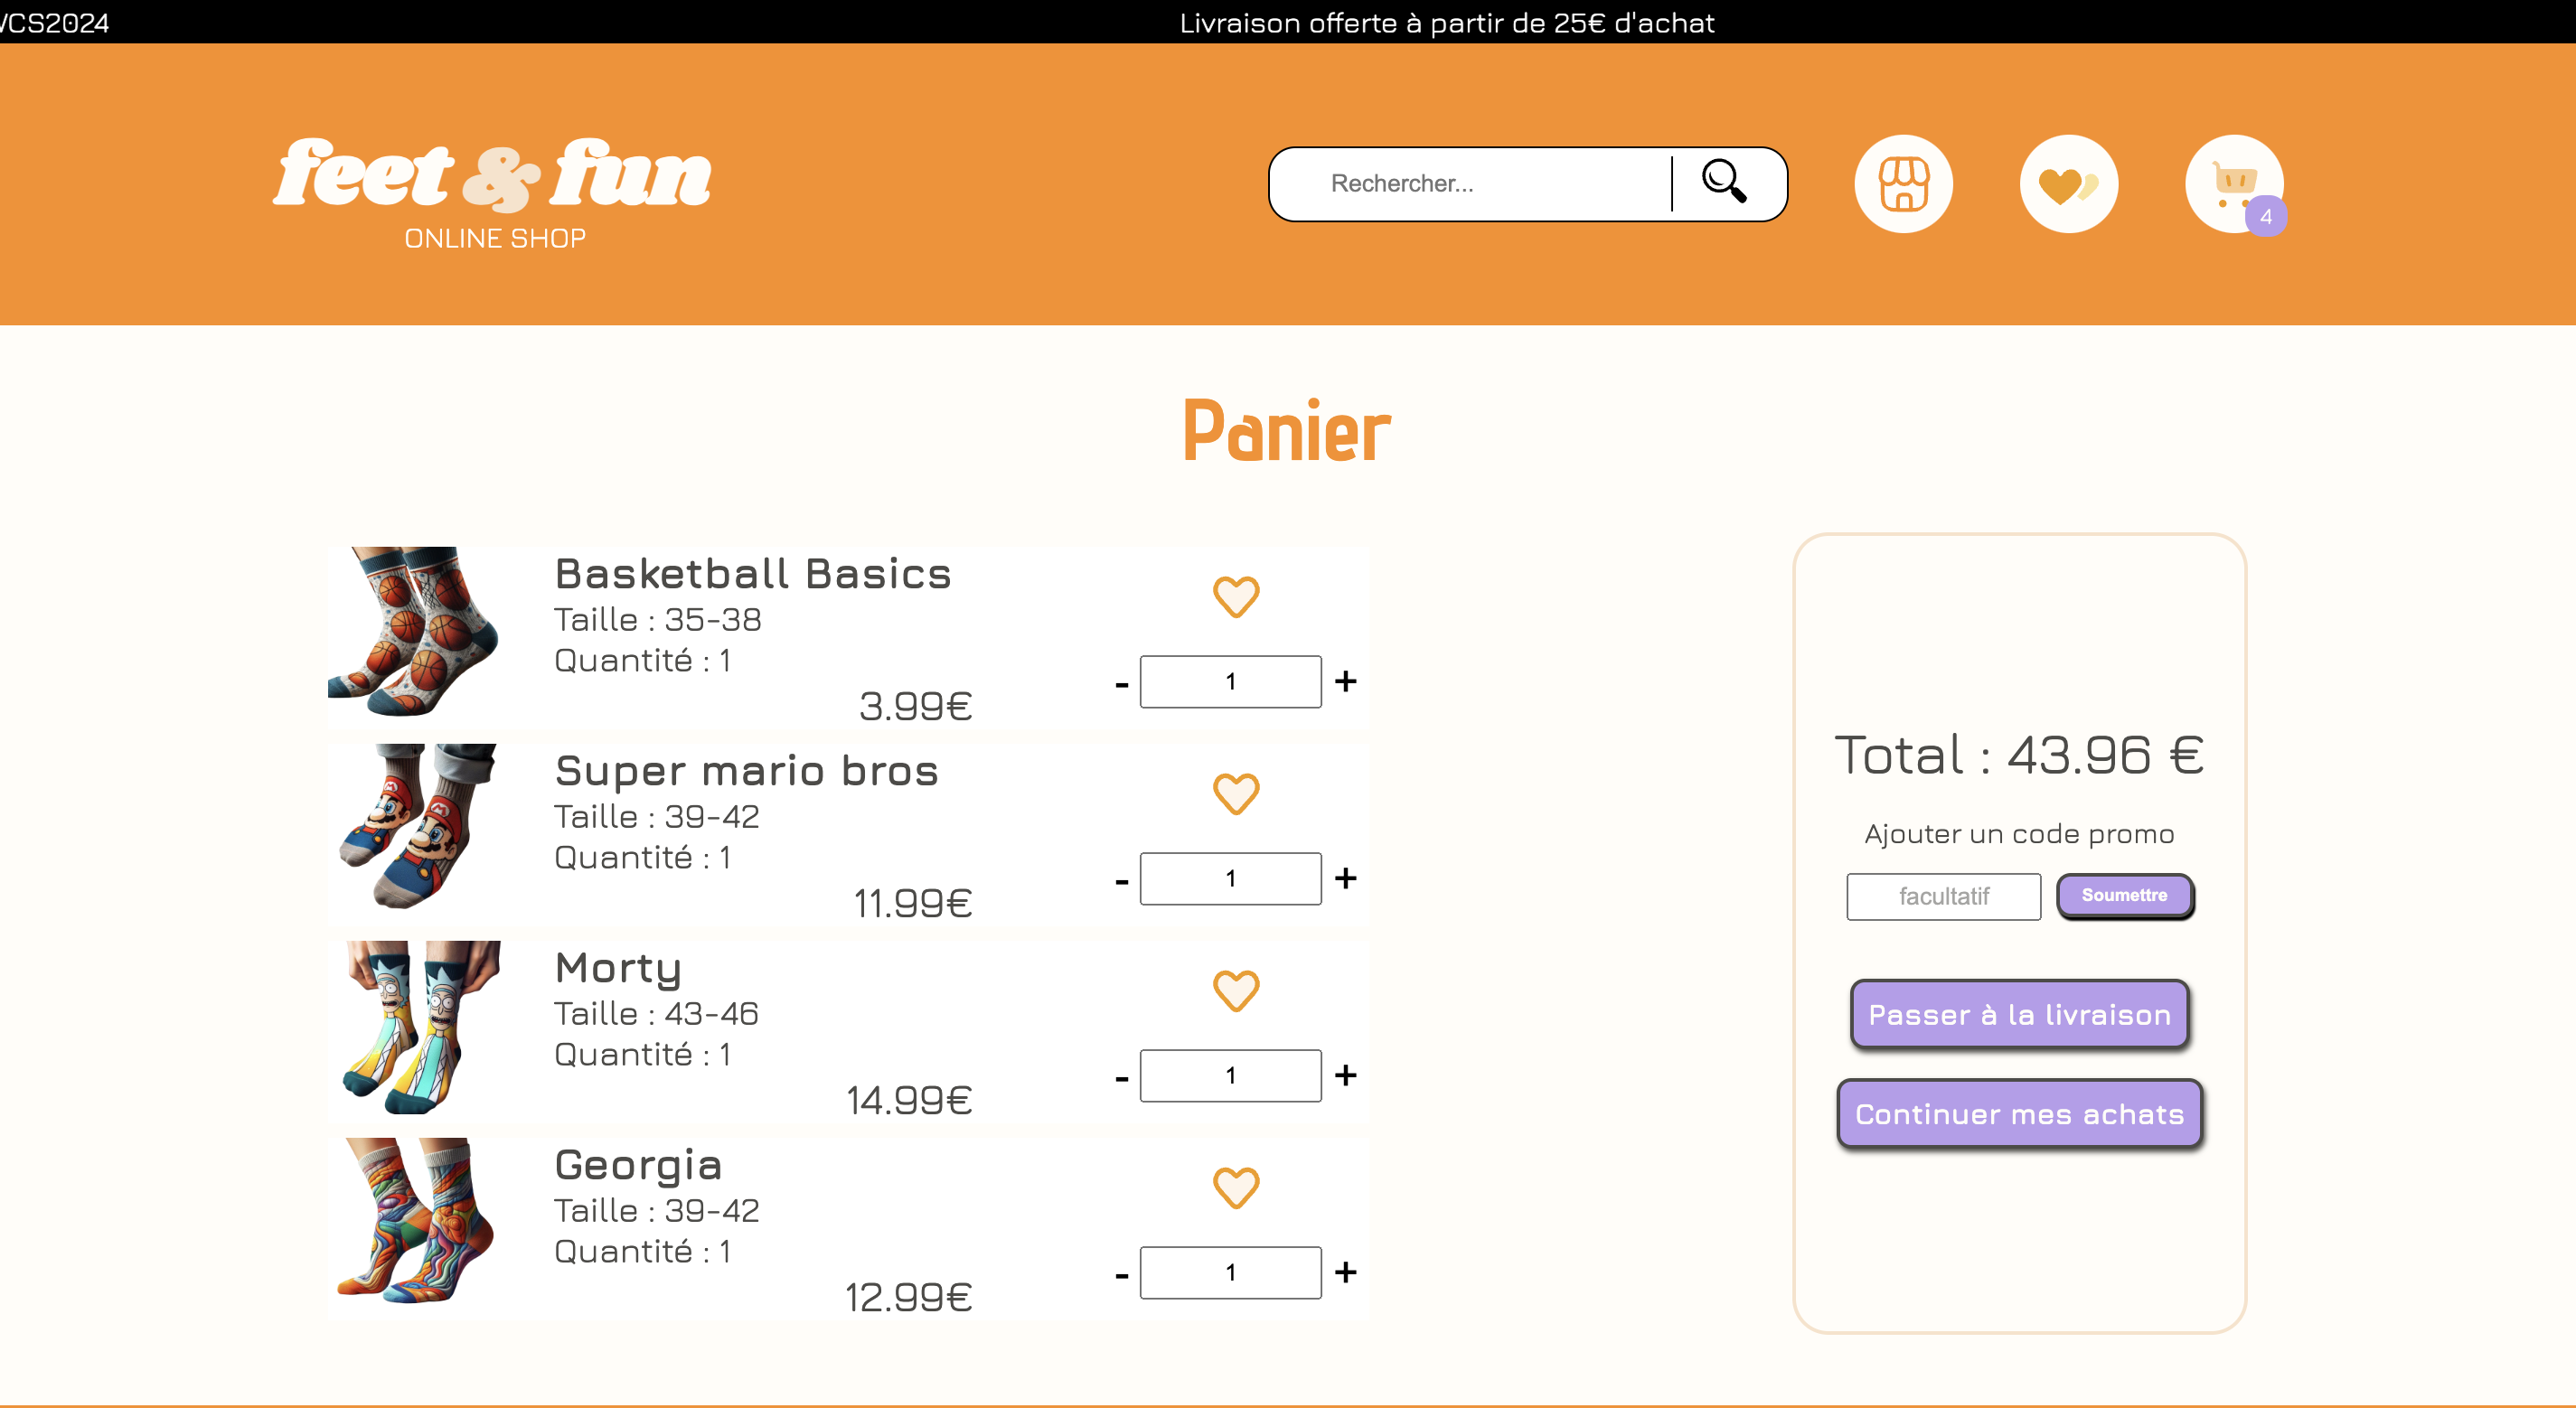 WCS2024
Livraison offerte à partir de 25€ d'achat
feet & fun
ONLINE SHOP
Rechercher...
4
Panier
Basketball Basics
Taille : 35-38
Quantité : 1
3.99€
- 1 +
Super mario bros
Taille : 39-42
Quantité : 1
11.99€
- 1 +
Morty
Taille : 43-46
Quantité : 1
14.99€
- 1 +
Georgia
Taille : 39-42
Quantité : 1
12.99€
- 1 +
Total : 43.96 €
Ajouter un code promo
facultatif
Soumettre
Passer à la livraison
Continuer mes achats